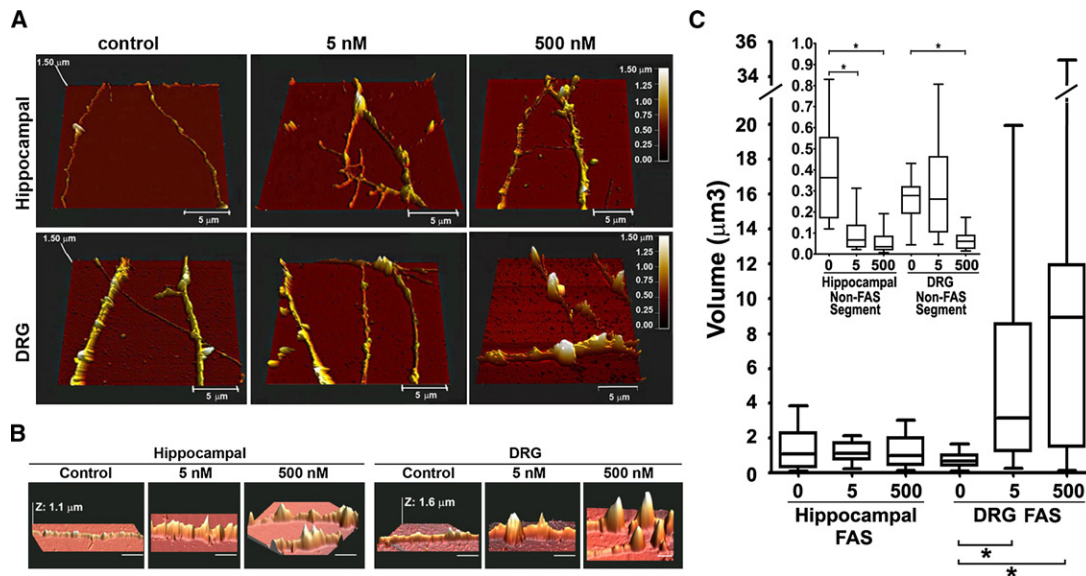 A
control
5 nM
500 nM
Hippocampal
1.50 μm
5 μm
5 μm
1.50 μm
1.25
1.00
0.75
0.50
0.25
0.00
5 μm
DRG
1.50 μm
5 μm
5 μm
1.50 μm
1.25
1.00
0.75
0.50
0.25
0.00
5 μm
B
Hippocampal
DRG
Control
5 nM
500 nM
Control
5 nM
500 nM
Z: 1.1 μm
Z: 1.6 μm
C
Volume (μm3)
36
34
20
18
16
14
12
10
8
6
4
2
0
0
5
500
0
5
500
Hippocampal
FAS
DRG FAS
*
*
1.0
0.9
0.8
0.7
0.6
0.5
0.4
0.3
0.2
0.1
0.0
*
*
*
0
5
500
0
5
500
Hippocampal
Non-FAS
Segment
DRG
Non-FAS
Segment